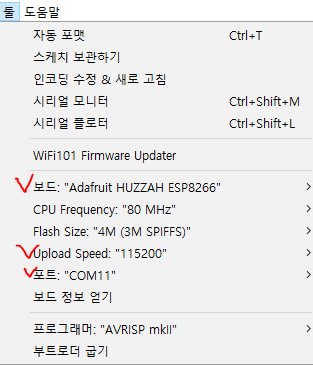 툴 도움말
자동 포맷 Ctrl+T
스케치 보관하기
인코딩 수정 & 새로 고침
시리얼 모니터 Ctrl+Shift+M
시리얼 플로터 Ctrl+Shift+L
WiFi101 Firmware Updater
보드: "Adafruit HUZZAH ESP8266"
CPU Frequency: "80 MHz"
Flash Size: "4M (3M SPIFFS)"
Upload Speed: "115200"
포트: "COM11"
보드 정보 얻기
프로그래머: "AVRISP mkII"
부트로더 굽기